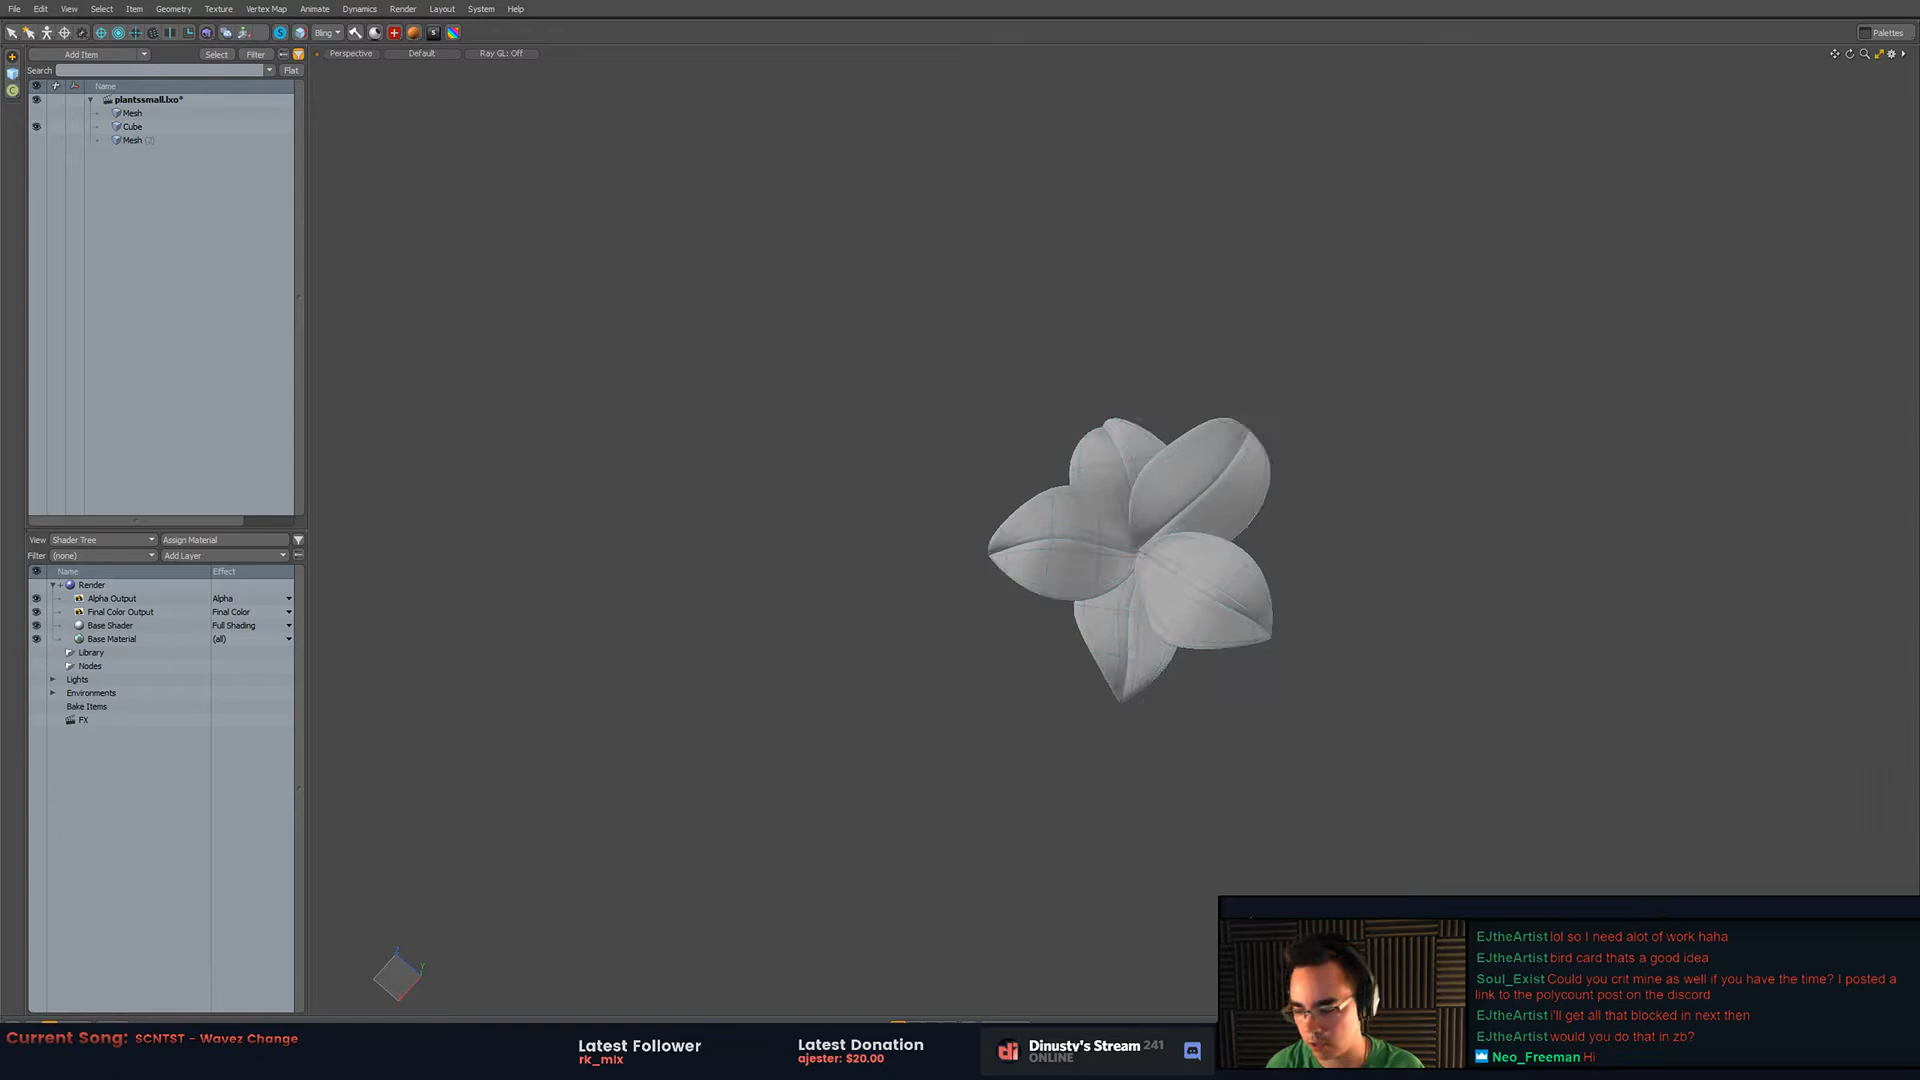 File Edit View Select Item Geometry Texture Vertex Map Animate Dynamics Render Layout System Help
Bling
Palettes
Add Item Select Filter
Perspective Default Ray GL: Off
Search Flat
Name
plantssmall.lxo*
Mesh
Cube
Mesh (2)
View Shader Tree Assign Material
Filter (none) Add Layer
Name Effect
Render
Alpha Output Alpha
Final Color Output Final Color
Base Shader Full Shading
Base Material (all)
Library
Nodes
Lights
Environments
Bake Items
FX
Z
Y
EJtheArtist lol so I need alot of work haha
EJtheArtist bird card thats a good idea
Soul_Exist Could you crit mine as well if you have the time? I posted a
link to the polycount post on the discord
EJtheArtist i'll get all that blocked in next then
EJtheArtist would you do that in zb?
Neo_Freeman Hi
Current Song: SCNTST - Wavez Change
Latest Follower
rk_mix
Latest Donation
ajester: $20.00
di
Dinusty's Stream 241
ONLINE